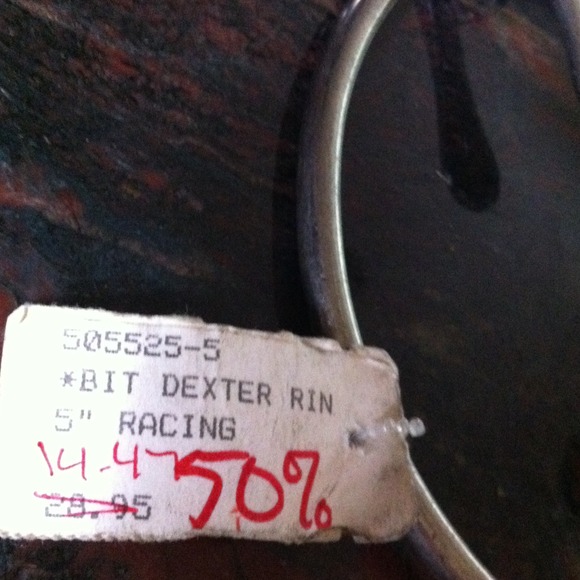 505525-5
*BIT DEXTER RIN
5" RACING
14.47 50%
28.95